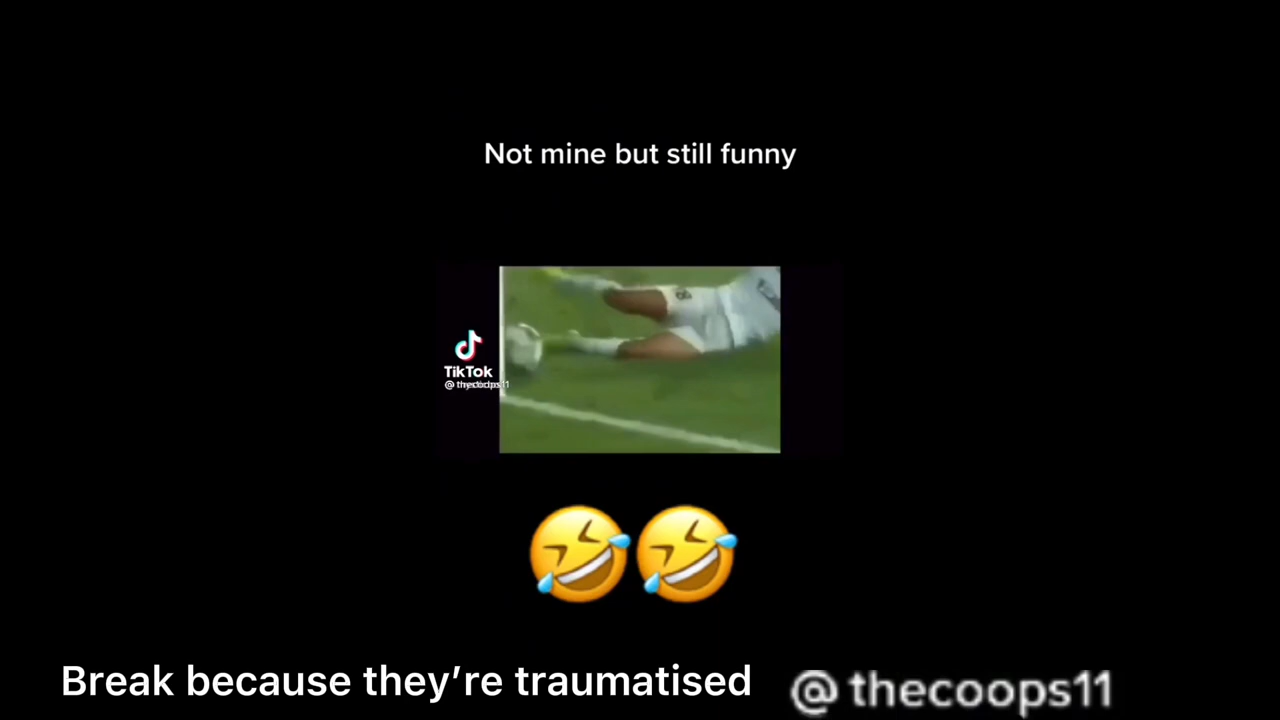 Not mine but still funny
TikTok
Break because they’re traumatised
@ thecoops11